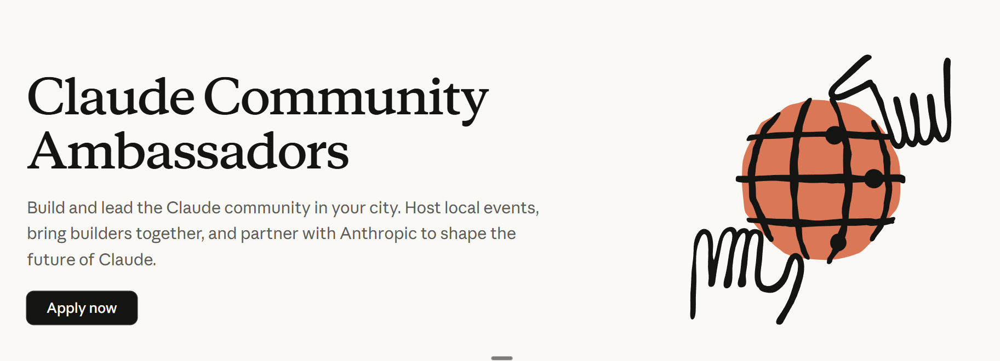 Claude Community
Ambassadors
Build and lead the Claude community in your city. Host local events,
bring builders together, and partner with Anthropic to shape the
future of Claude.
Apply now